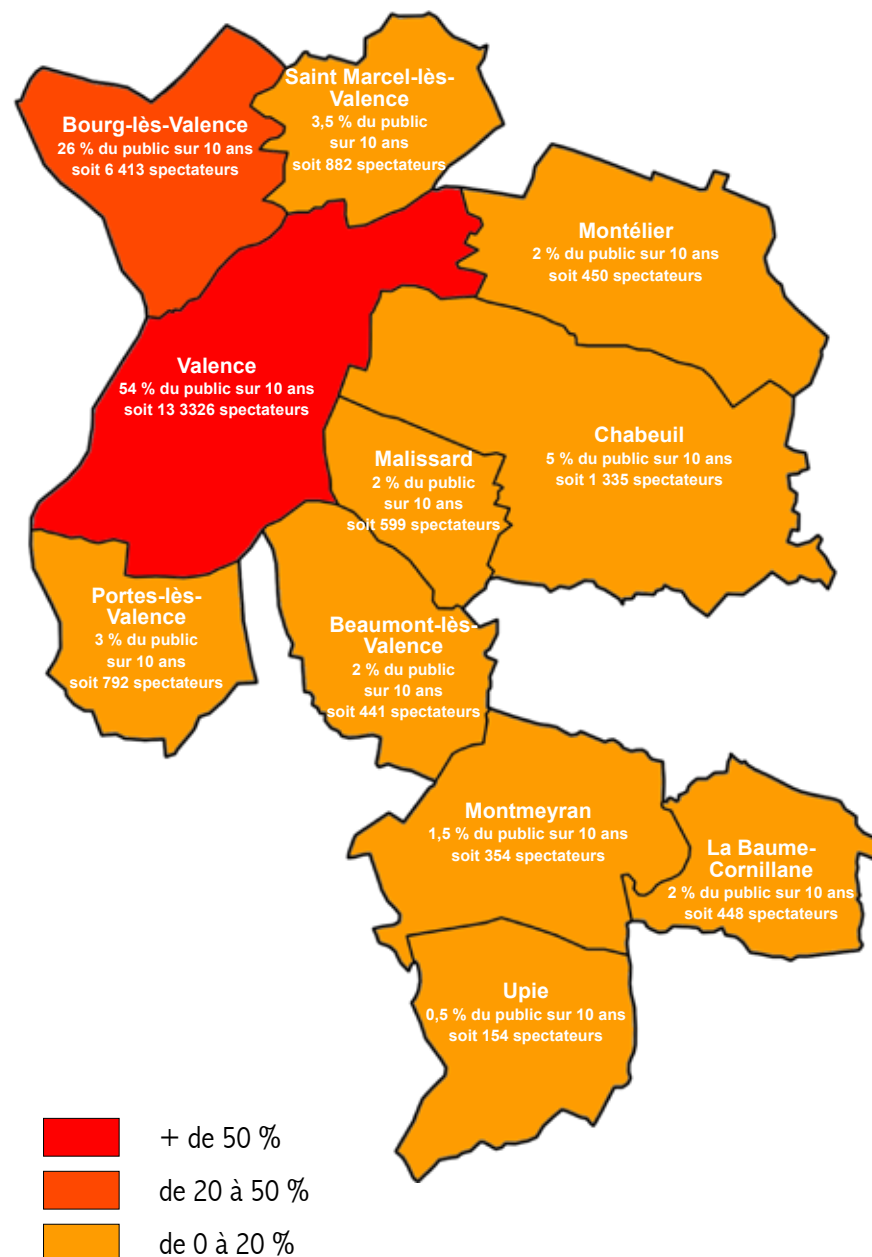 Saint Marcel-lès-
Valence
3,5 % du public
sur 10 ans
soit 882 spectateurs
Bourg-lès-Valence
26 % du public sur 10 ans
soit 6 413 spectateurs
Montélier
2 % du public sur 10 ans
soit 450 spectateurs
Valence
54 % du public sur 10 ans
soit 13 3326 spectateurs
Chabeuil
5 % du public sur 10 ans
soit 1 335 spectateurs
Malissard
2 % du public
sur 10 ans
soit 599 spectateurs
Portes-lès-
Valence
3 % du public
sur 10 ans
soit 792 spectateurs
Beaumont-lès-
Valence
2 % du public
sur 10 ans
soit 441 spectateurs
Montmeyran
1,5 % du public sur 10 ans
soit 354 spectateurs
La Baume-
Cornillane
2 % du public sur 10 ans
soit 448 spectateurs
Upie
0,5 % du public sur 10 ans
soit 154 spectateurs
+ de 50 %
de 20 à 50 %
de 0 à 20 %